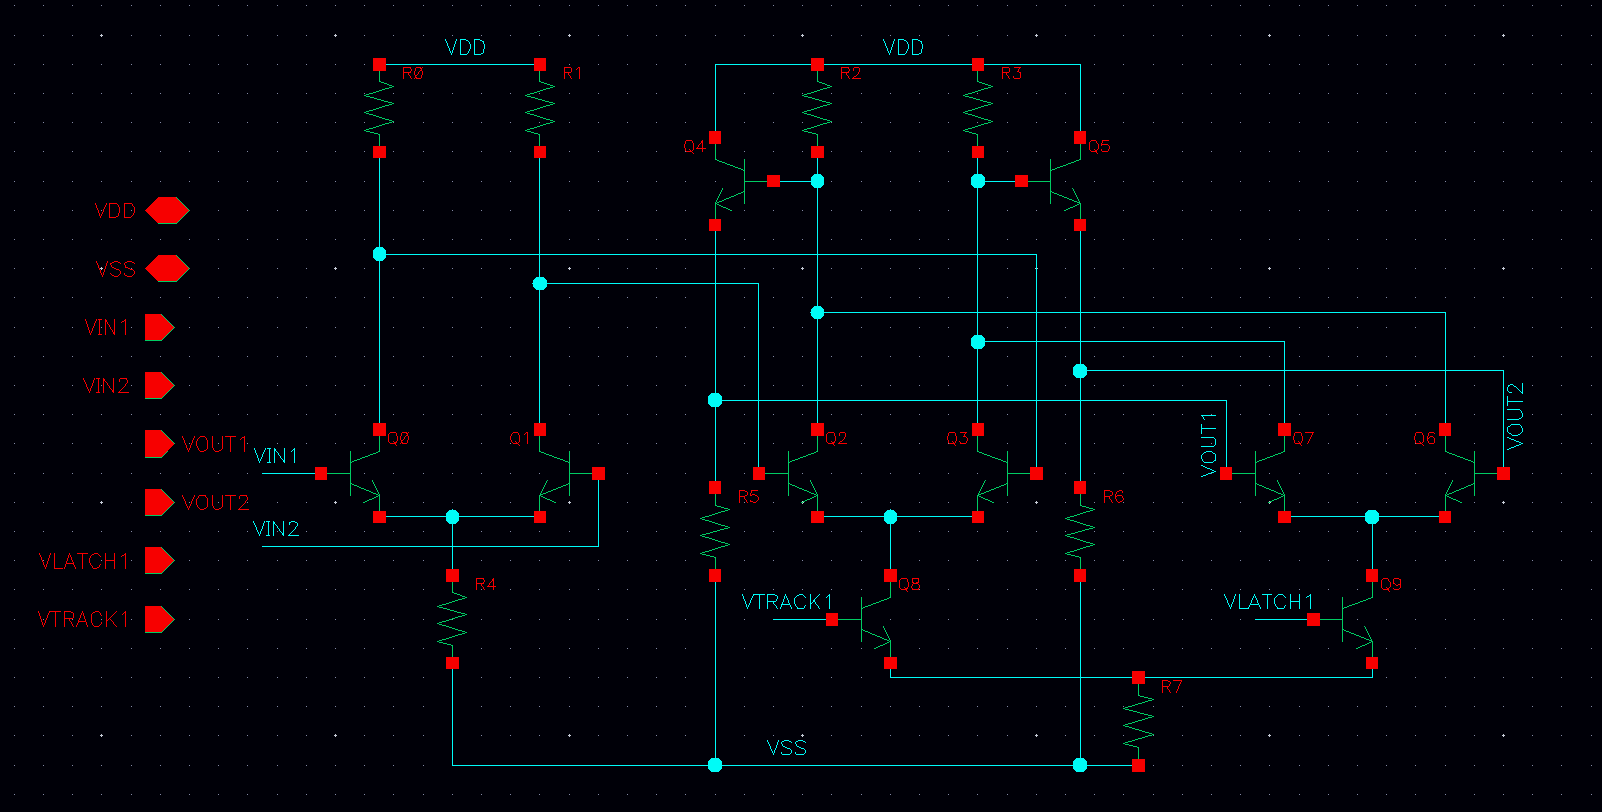 VDD
VDD
R0
R1
R2
R3
Q4
Q5
VDD
VSS
VIN1
VIN2
VOUT1
VOUT2
VLATCH1
VTRACK1
VIN1
VIN2
Q0
Q1
Q2
Q3
VOUT1
Q7
Q6
VOUT2
R5
R6
R4
VTRACK1
Q8
VLATCH1
Q9
R7
VSS